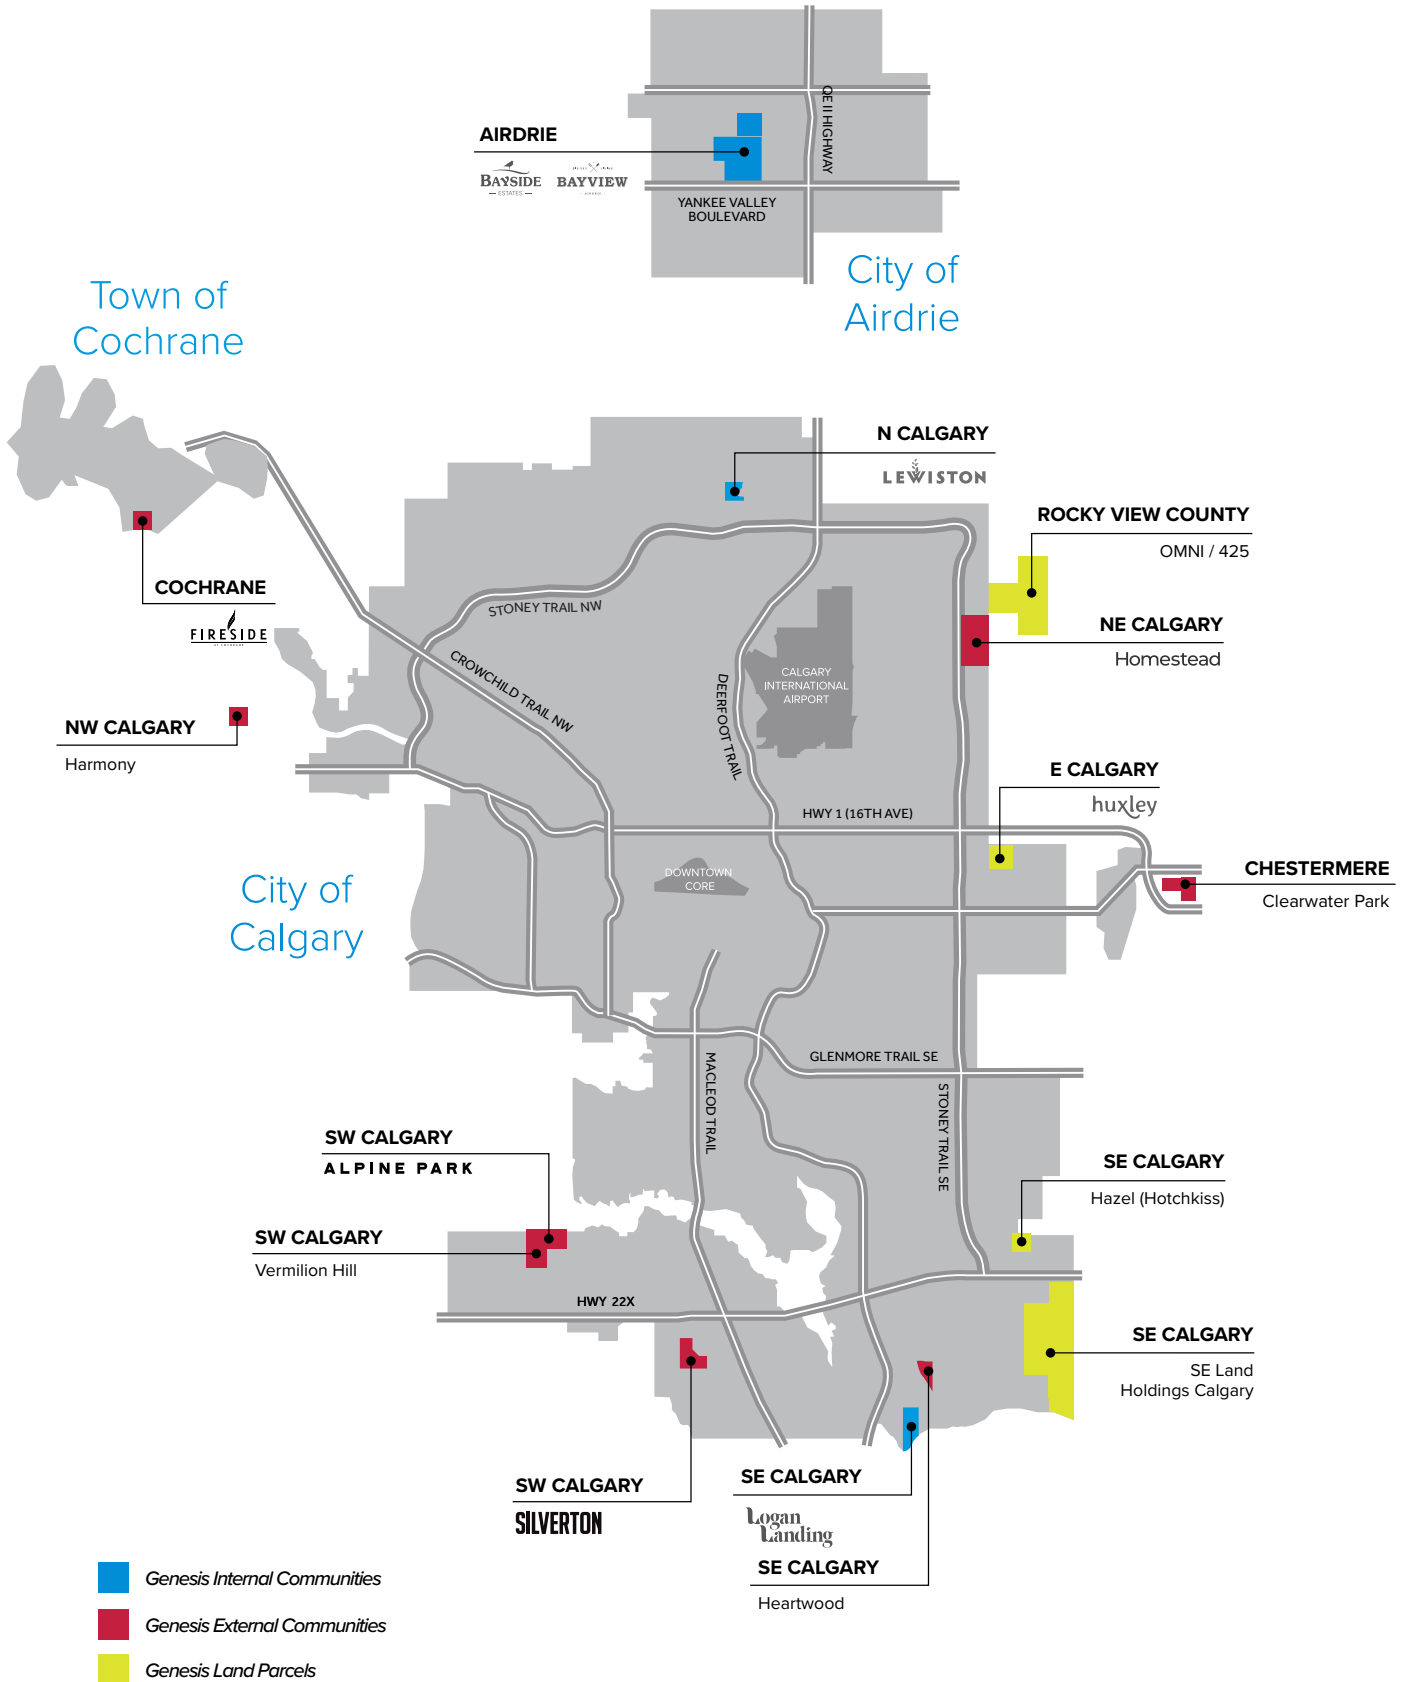 AIRDRIE
BAYSIDE
ESTATES
BAYVIEW
AIRDRIE
QE II HIGHWAY
YANKEE VALLEY
BOULEVARD
City of
Airdrie
Town of
Cochrane
N CALGARY
LEWISTON
ROCKY VIEW COUNTY
OMNI / 425
COCHRANE
FIRESIDE
STONEY TRAIL NW
NE CALGARY
Homestead
CROWCHILD TRAIL NW
CALGARY
INTERNATIONAL
AIRPORT
DEERFOOT TRAIL
NW CALGARY
Harmony
E CALGARY
huxley
HWY 1 (16TH AVE)
DOWNTOWN
CORE
CHESTERMERE
Clearwater Park
City of
Calgary
GLENMORE TRAIL SE
MACLEOD TRAIL
STONEY TRAIL SE
SW CALGARY
ALPINE PARK
SE CALGARY
Hazel (Hotchkiss)
SW CALGARY
Vermilion Hill
HWY 22X
SE CALGARY
SE Land
Holdings Calgary
SW CALGARY
SILVERTON
SE CALGARY
Logan
Landing
SE CALGARY
Heartwood
Genesis Internal Communities
Genesis External Communities
Genesis Land Parcels